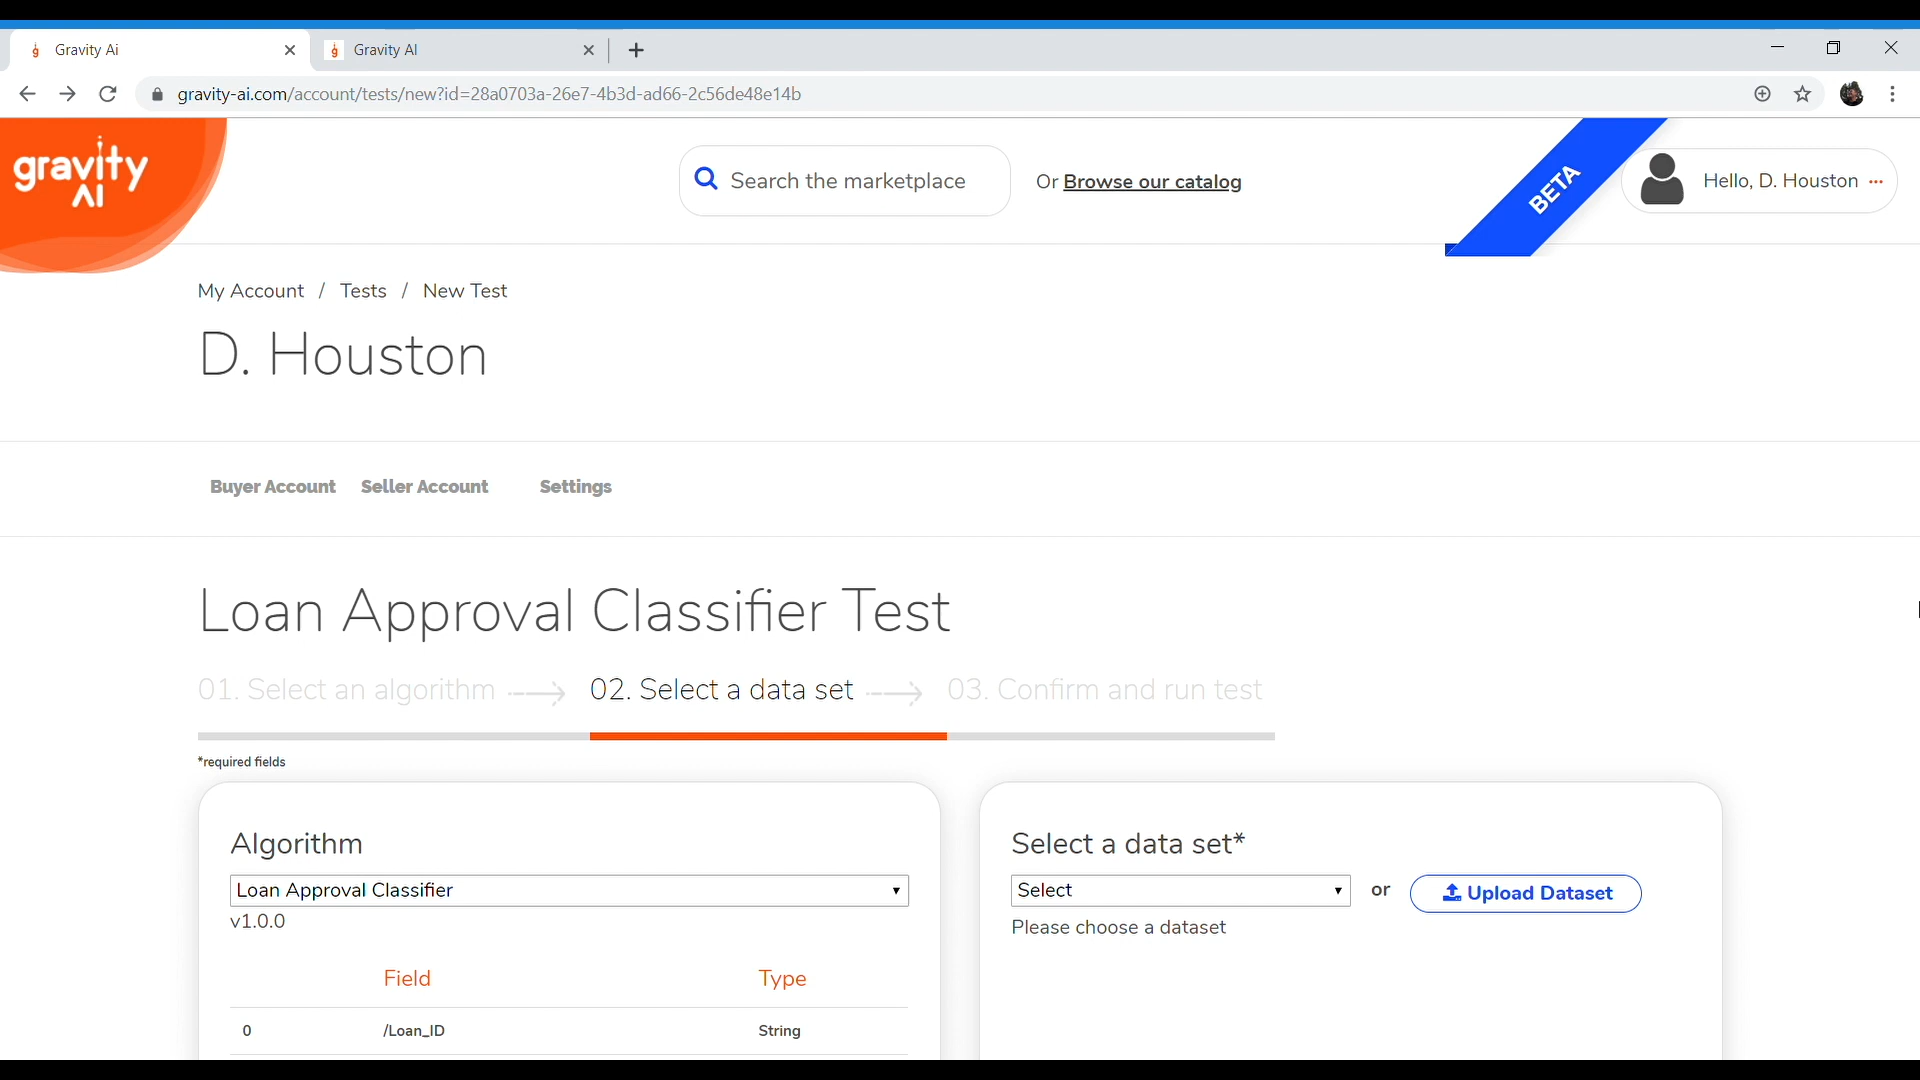 Gravity Ai
Gravity AI
gravity-ai.com/account/tests/new?id=28a0703a-26e7-4b3d-ad66-2c56de48e14b
gravity
AI
Search the marketplace
Or Browse our catalog
BETA
Hello, D. Houston
My Account / Tests / New Test
D. Houston
Buyer Account Seller Account Settings
Loan Approval Classifier Test
01. Select an algorithm 02. Select a data set 03. Confirm and run test
*required fields
Algorithm
Loan Approval Classifier
v1.0.0
Field Type
0 /Loan_ID String
Select a data set*
Select or Upload Dataset
Please choose a dataset